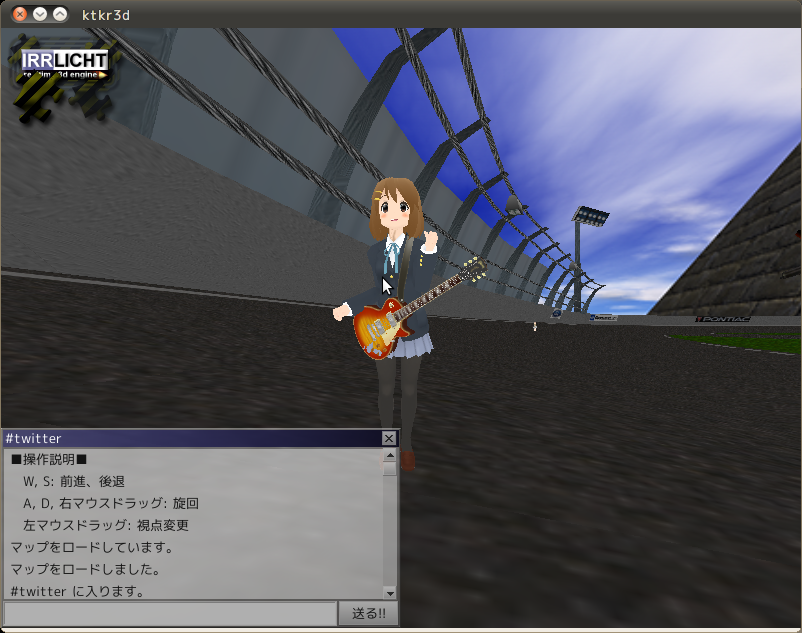 ktkr3d
IRRLICHT
realtime 3d engine
PONTIAC
#twitter
■操作説明■
W, S: 前進、後退
A, D, 右マウスドラッグ: 旋回
左マウスドラッグ: 視点変更
マップをロードしています。
マップをロードしました。
#twitter に入ります。
送る!!